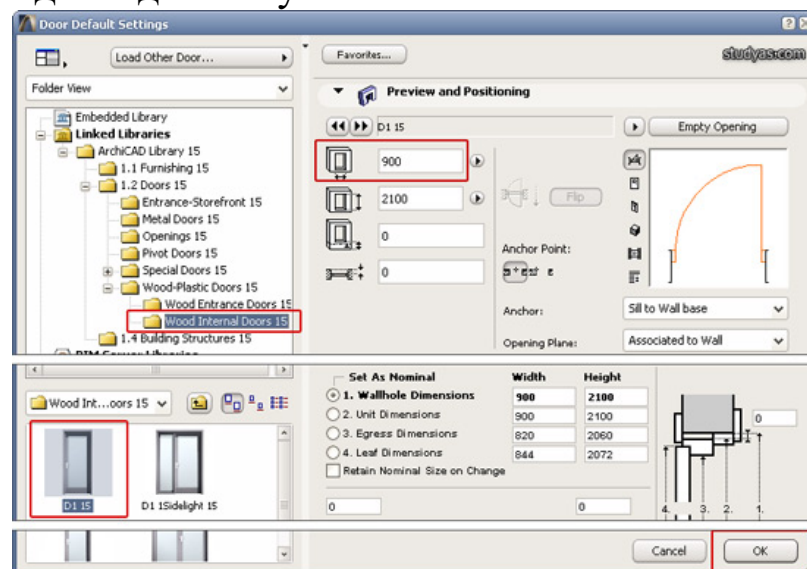 Door Default Settings
Load Other Door...
Favorites...
studyas.com
Folder View
Preview and Positioning
Embedded Library
Linked Libraries
ArchiCAD Library 15
1.1 Furnishing 15
1.2 Doors 15
Entrance-Storefront 15
Metal Doors 15
Openings 15
Pivot Doors 15
Special Doors 15
Wood-Plastic Doors 15
Wood Entrance Doors 15
Wood Internal Doors 15
1.4 Building Structures 15
D1 15
Empty Opening
900
2100
Flip
0
Anchor Point:
0
Anchor:
Sill to Wall base
Opening Plane:
Associated to Wall
Wood Int...oors 15
D1 15
D1 1Sidelight 15
Set As Nominal Width Height
1. Wallhole Dimensions 900 2100
2. Unit Dimensions 900 2100
3. Egress Dimensions 820 2060
4. Leaf Dimensions 844 2072
Retain Nominal Size on Change
0
0
0
4. 3. 2. 1.
Cancel
OK